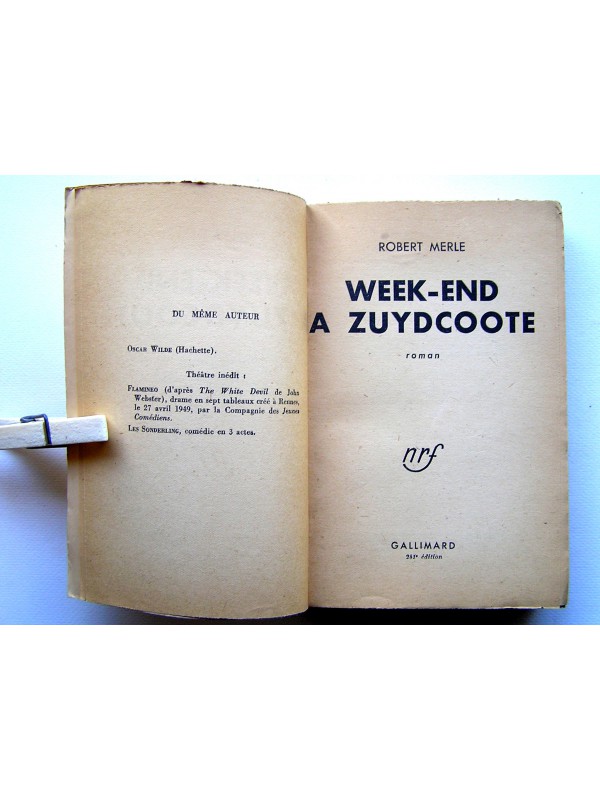 DU MÊME AUTEUR
OSCAR WILDE (Hachette).
Théâtre inédit :
FLAMINEO (d'après The White Devil de John
Webster), drame en sept tableaux créé à Rennes,
le 27 avril 1949, par la Compagnie des Jeunes
Comédiens.
LES SONDERLING, comédie en 3 actes.
ROBERT MERLE
WEEK-END
A ZUYDCOOTE
roman
nrf
GALLIMARD
édition